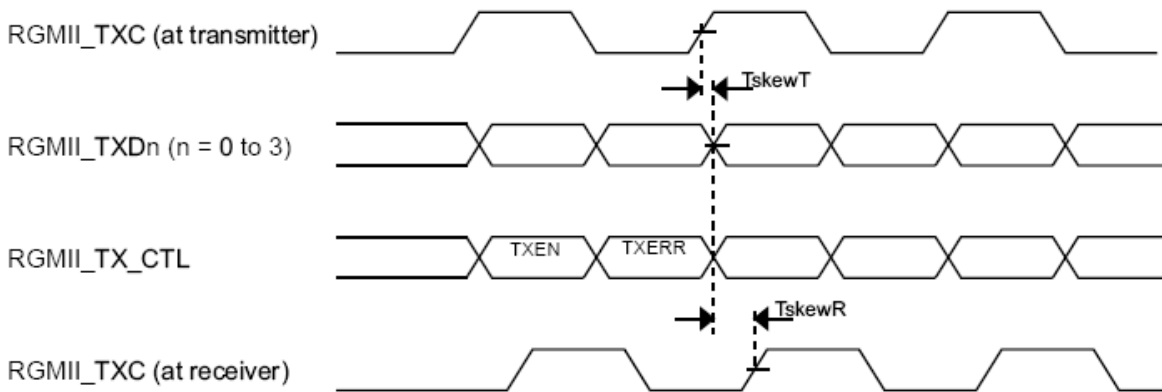 RGMII_TXC (at transmitter)
TskewT
RGMII_TXDn (n = 0 to 3)
RGMII_TX_CTL
TXEN
TXERR
TskewR
RGMII_TXC (at receiver)